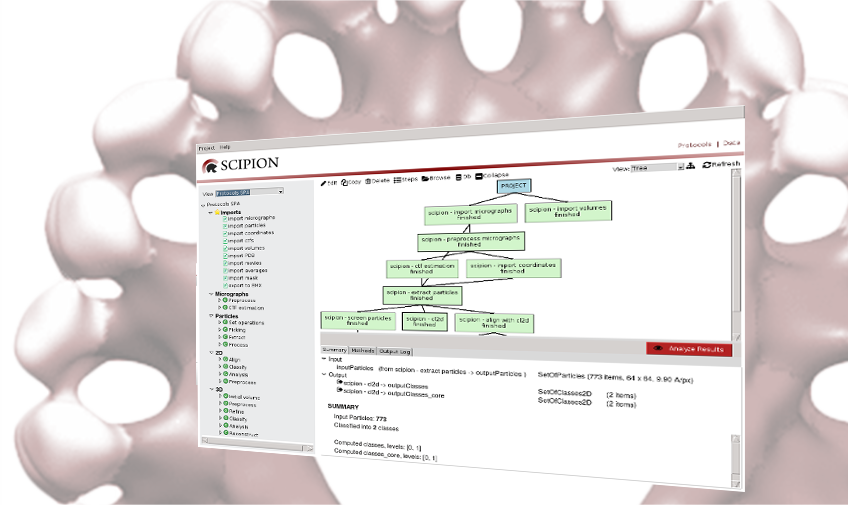 Project Help
SCIPION
Protocols | Docs
View: Protocols SPA
Edit Copy Delete Steps Browse Db Collapse
View: Tree Refresh
Protocols SPA
Imports
import micrographs
import particles
import coordinates
import ctfs
import volumes
import PDB
import movies
import averages
import mask
export to EMX
Micrographs
Preprocess
CTF estimation
Particles
Set operations
Picking
Extract
Process
2D
Align
Classify
Analysis
Preprocess
3D
Initial volume
Preprocess
Refine
Classify
Analysis
Reconstruct
PROJECT
scipion - import micrographs
finished
scipion - import volumes
finished
scipion - preprocess micrographs
finished
scipion - ctf estimation
finished
scipion - import coordinates
finished
scipion - extract particles
finished
scipion - screen particles
finished
scipion - cl2d
finished
scipion - align with cl2d
finished
Summary Methods Output Log
Analyze Results
Input
inputParticles (from scipion - extract particles -> outputParticles ) SetOfParticles (773 items, 64 x 64, 9.90 A/px)
Output
scipion - cl2d -> outputClasses SetOfClasses2D (2 items)
scipion - cl2d -> outputClasses_core SetOfClasses2D (2 items)
SUMMARY
Input Particles: 773
Classified into 2 classes
Computed classes, levels: [0, 1]
Computed classes_core, levels: [0, 1]